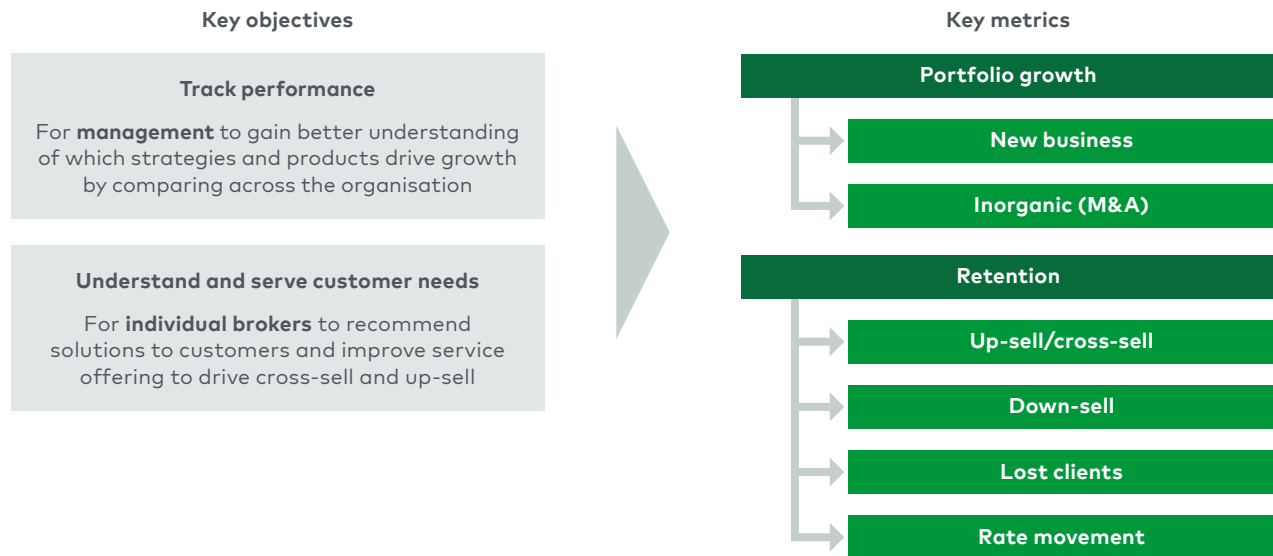 Key objectives
Track performance
For management to gain better understanding
of which strategies and products drive growth
by comparing across the organisation
Understand and serve customer needs
For individual brokers to recommend
solutions to customers and improve service
offering to drive cross-sell and up-sell
Key metrics
Portfolio growth
New business
Inorganic (M&A)
Retention
Up-sell/cross-sell
Down-sell
Lost clients
Rate movement